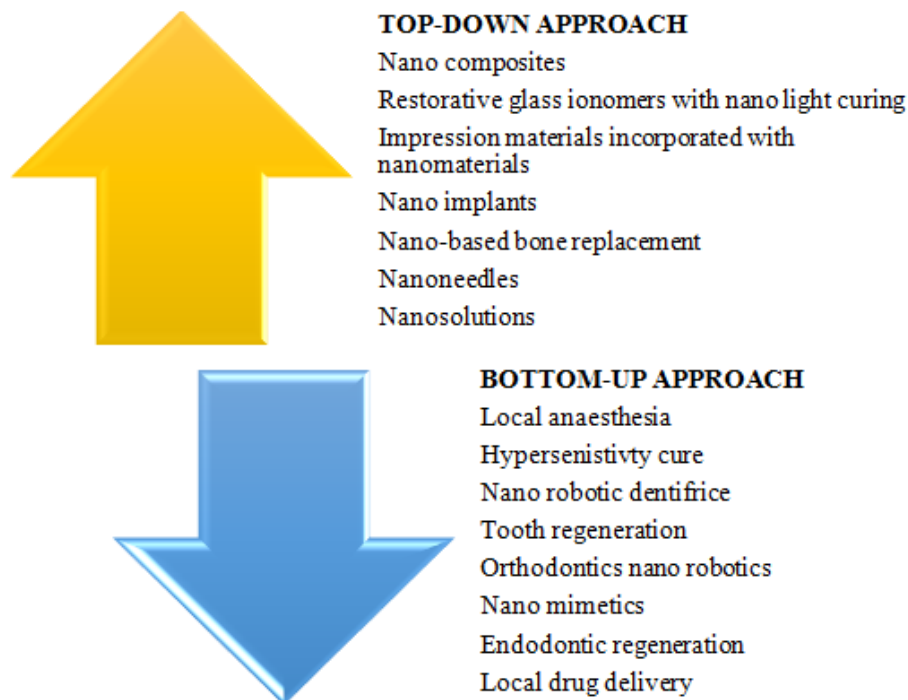 TOP-DOWN APPROACH
Nano composites
Restorative glass ionomers with nano light curing
Impression materials incorporated with
nanomaterials
Nano implants
Nano-based bone replacement
Nanoneedles
Nanosolutions
BOTTOM-UP APPROACH
Local anaesthesia
Hypersenistivty cure
Nano robotic dentifrice
Tooth regeneration
Orthodontics nano robotics
Nano mimetics
Endodontic regeneration
Local drug delivery